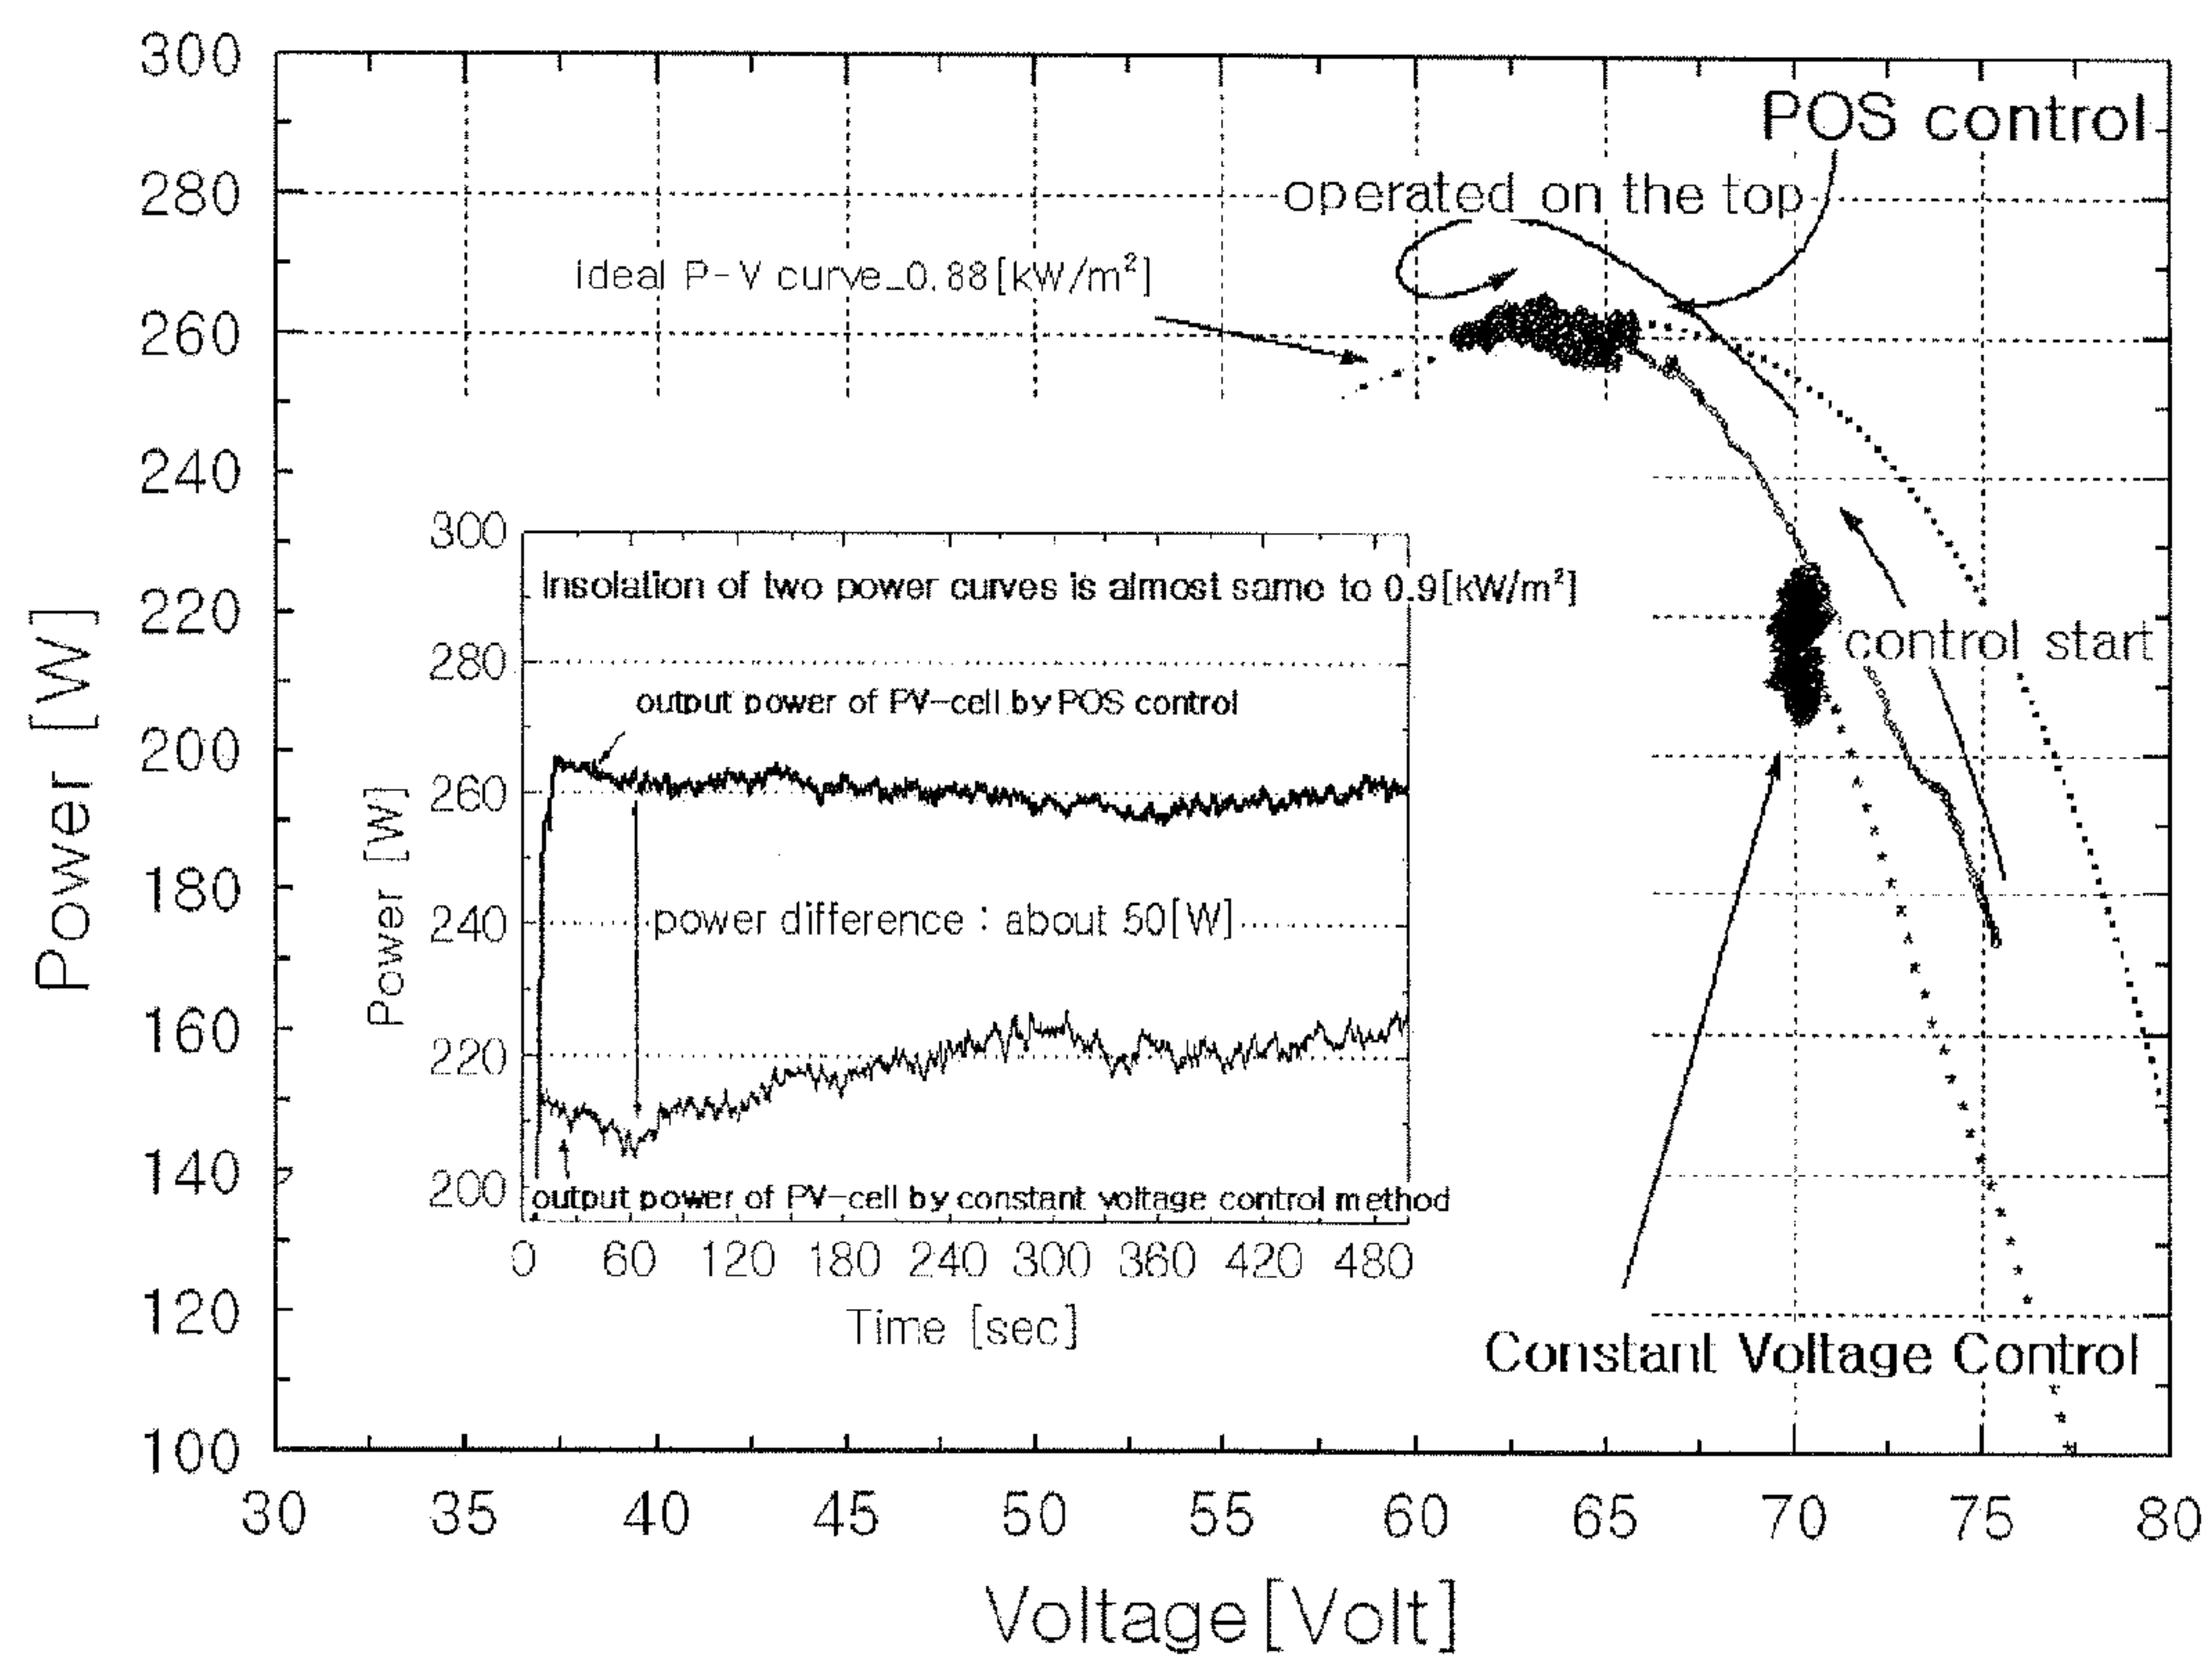 300
280
260
240
220
200
180
160
140
120
100
Power [W]
30 35 40 45 50 55 60 65 70 75 80
Voltage[Volt]
POS control
operated on the top
Ideal P-V curve_0.88[kW/m²]
control start
Constant Voltage Control
300
280
260
240
220
200
Power [W]
Insolation of two power curves is almost same to 0.9[kW/m²]
output power of PV-cell by POS control
power difference : about 50[W]
output power of PV-cell by constant voltage control method
0 60 120 180 240 300 360 420 480
Time [sec]